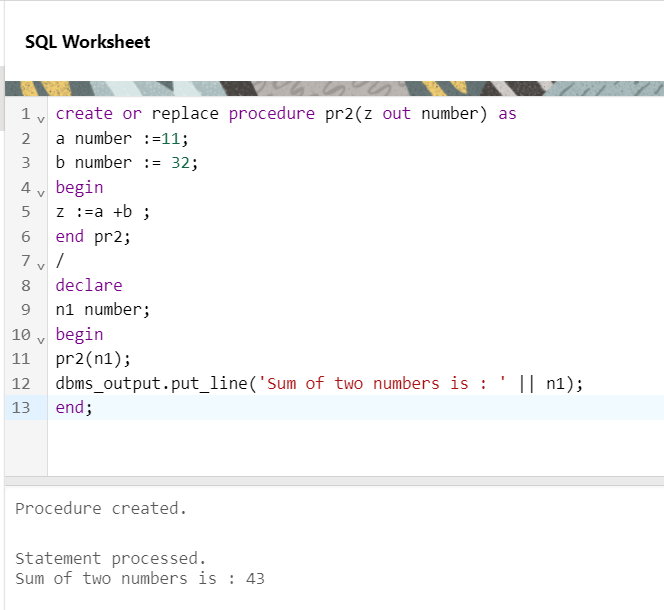 SQL Worksheet
1 create or replace procedure pr2(z out number) as
2 a number :=11;
3 b number := 32;
4 begin
5 z :=a +b ;
6 end pr2;
7 /
8 declare
9 n1 number;
10 begin
11 pr2(n1);
12 dbms_output.put_line('Sum of two numbers is : ' || n1);
13 end;
Procedure created.
Statement processed.
Sum of two numbers is : 43